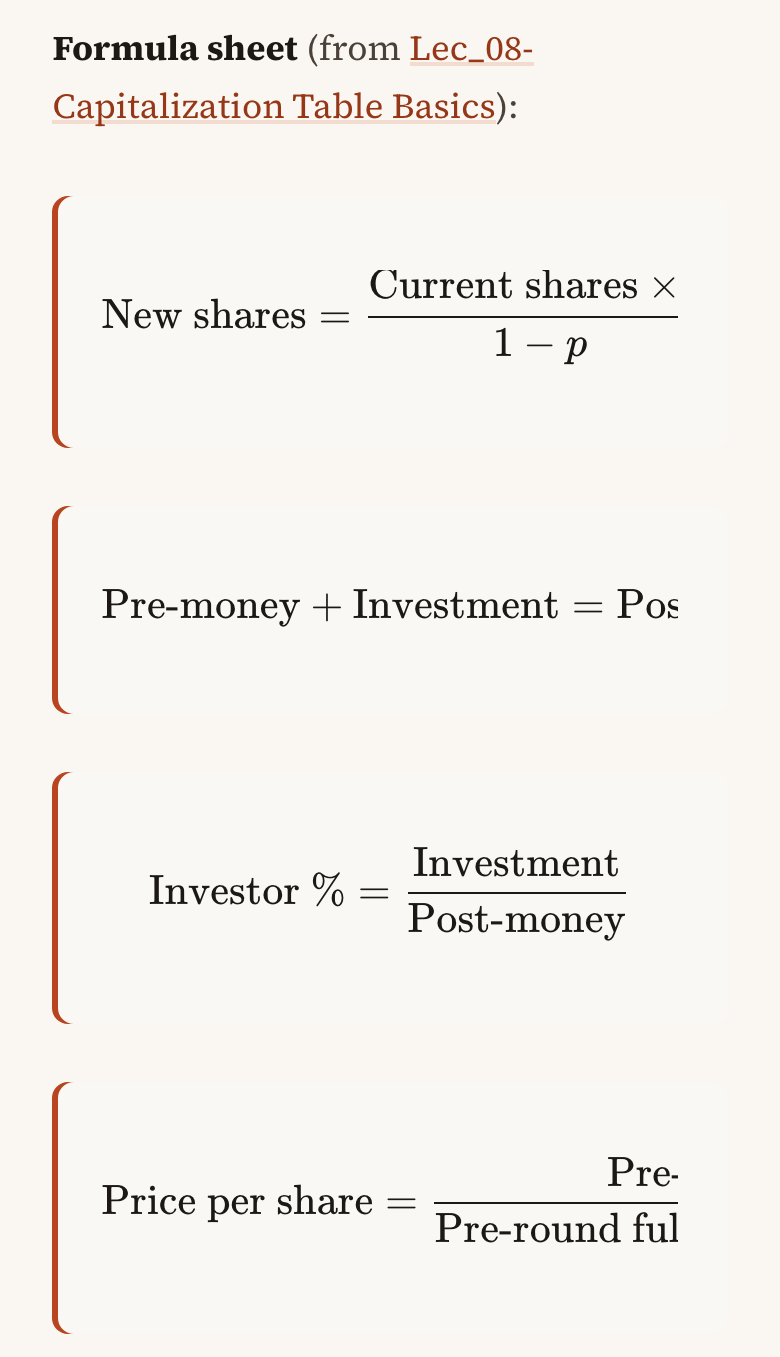 Formula sheet (from Lec_08-
Capitalization Table Basics):
New shares = Current shares ×
1 − p
Pre-money + Investment = Pos
Investor % = Investment
Post-money
Price per share = Pre-
Pre-round ful